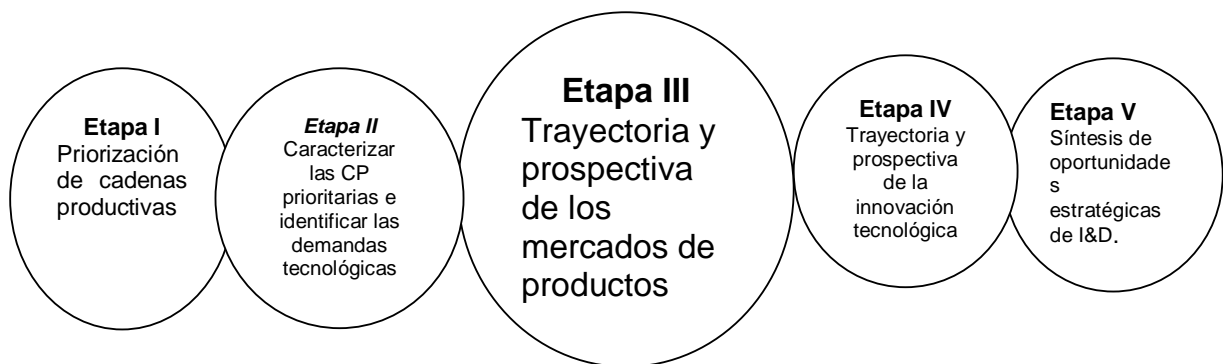 Etapa I
Priorización
de cadenas
productivas
Etapa II
Caracterizar
las CP
prioritarias e
identificar las
demandas
tecnológicas
Etapa III
Trayectoria y
prospectiva
de los
mercados de
productos
Etapa IV
Trayectoria y
prospectiva
de la
innovación
tecnológica
Etapa V
Síntesis de
oportunidade
s
estratégicas
de I&D.